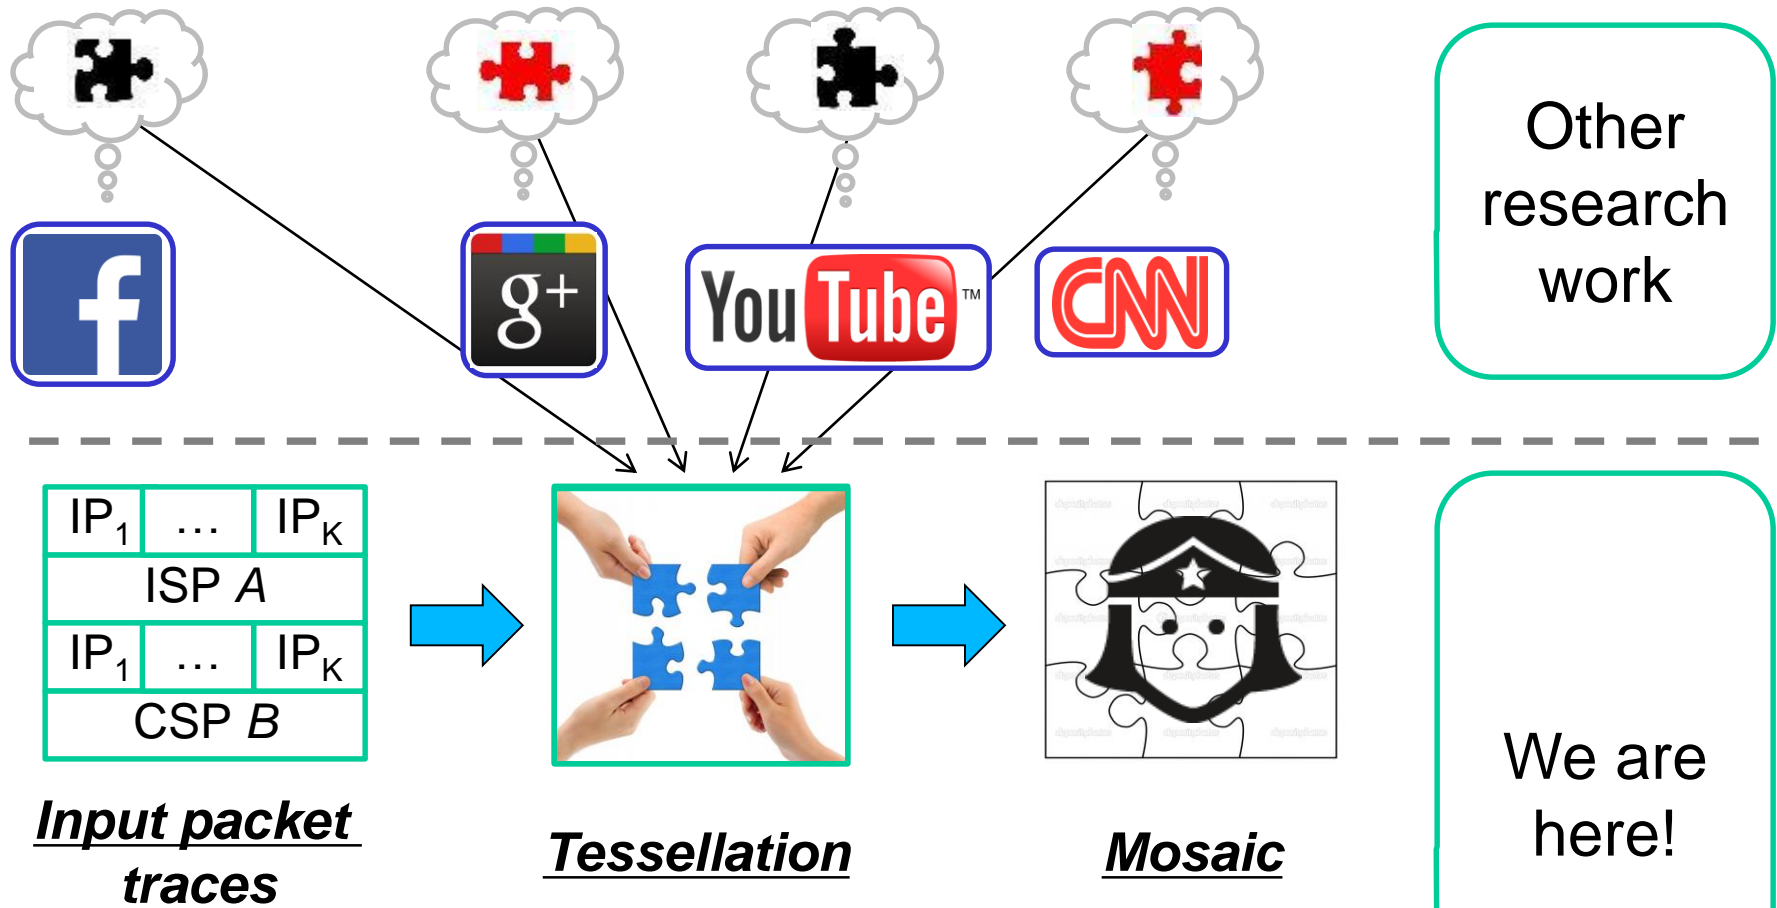 Other
research
work
f
g+
YouTube™
CNN
IP₁ … IPₖ
ISP A
IP₁ … IPₖ
CSP B
We are
here!
Input packet
traces
Tessellation
Mosaic